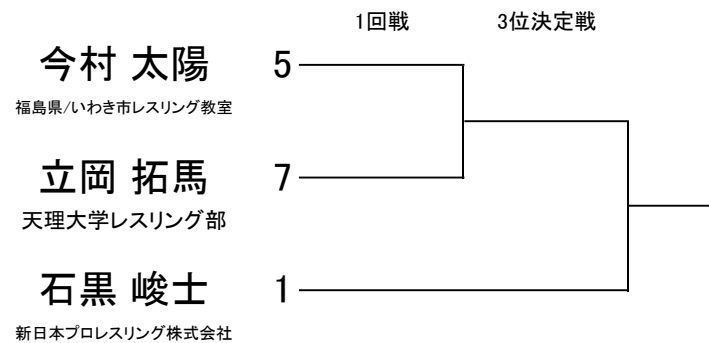 1回戦 3位決定戦
今村 太陽 5
福島県/いわき市レスリング教室
立岡 拓馬 7
天理大学レスリング部
石黒 峻士 1
新日本プロレスリング株式会社